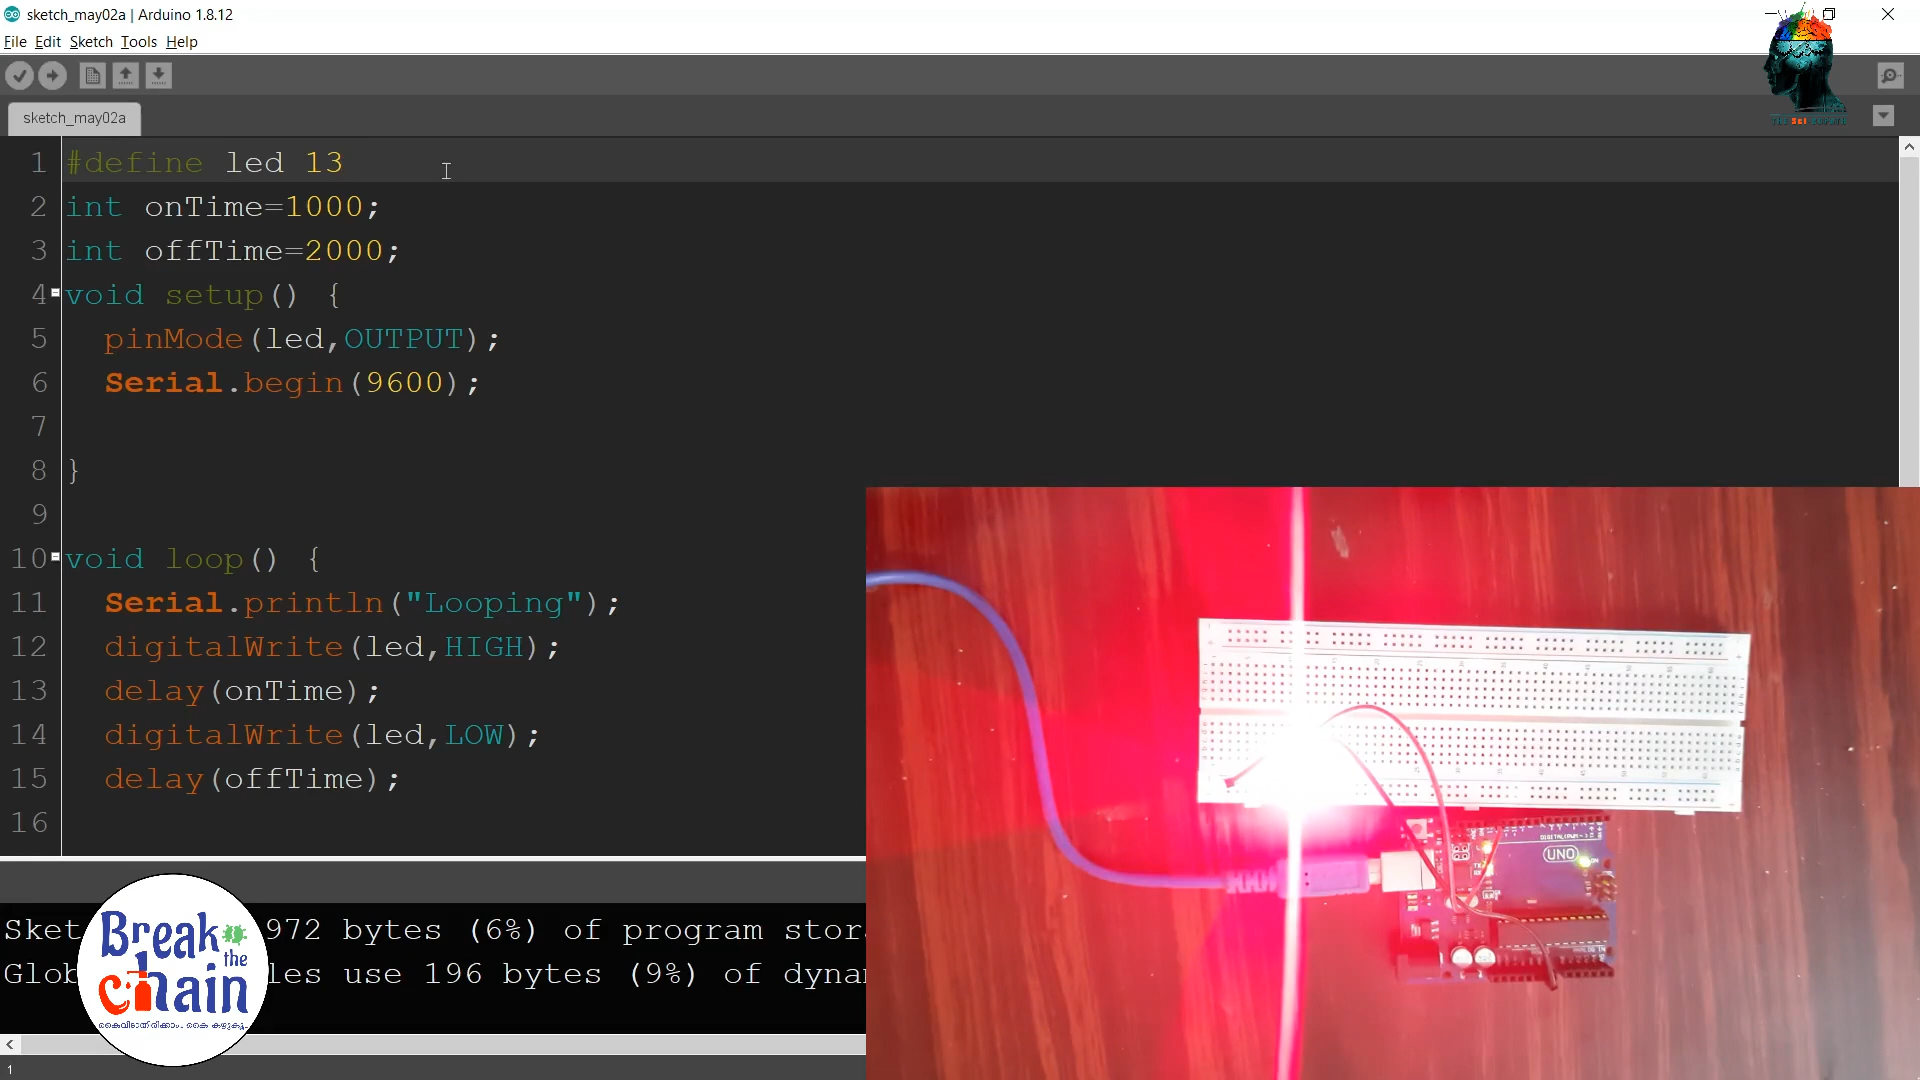 sketch_may02a | Arduino 1.8.12
File Edit Sketch Tools Help
sketch_may02a
1 #define led 13
2 int onTime=1000;
3 int offTime=2000;
4 void setup() {
5 pinMode(led,OUTPUT);
6 Serial.begin(9600);
7
8 }
9
10 void loop() {
11 Serial.println("Looping");
12 digitalWrite(led,HIGH);
13 delay(onTime);
14 digitalWrite(led,LOW);
15 delay(offTime);
16
Sket 972 bytes (6%) of program stor
Glob les use 196 bytes (9%) of dyna
Break
the
chain
1
UNO